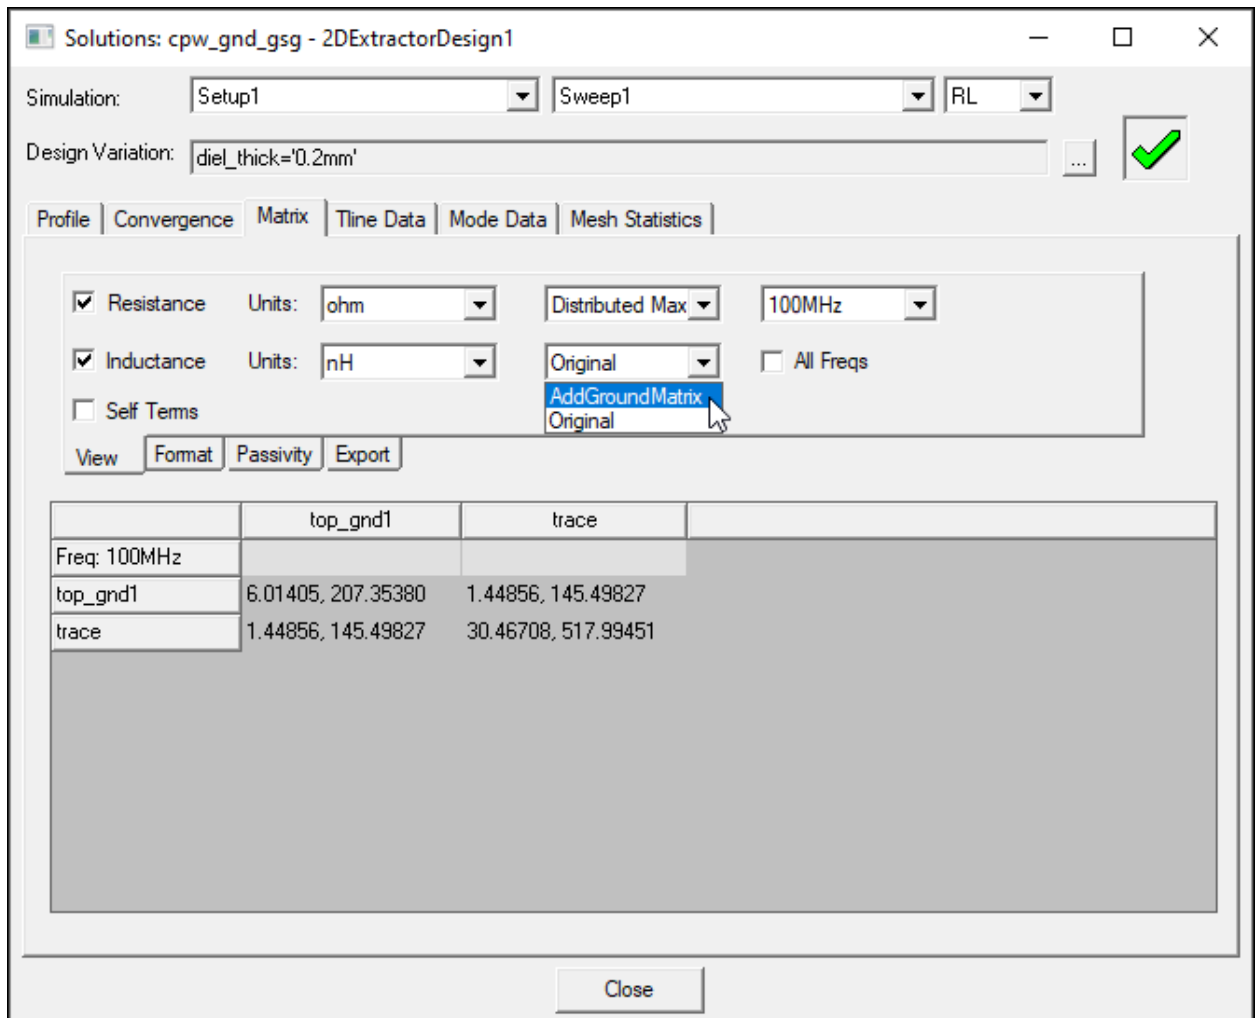 Solutions: cpw_gnd_gsg - 2DExtractorDesign1
Simulation: Setup1 Sweep1 RL
Design Variation: diel_thick='0.2mm' ...
Profile Convergence Matrix Tline Data Mode Data Mesh Statistics
Resistance Units: ohm Distributed Max 100MHz
Inductance Units: nH Original All Freqs
AddGroundMatrix
Self Terms Original
View Format Passivity Export
top_gnd1 trace
Freq: 100MHz
top_gnd1 6.01405, 207.35380 1.44856, 145.49827
trace 1.44856, 145.49827 30.46708, 517.99451
Close